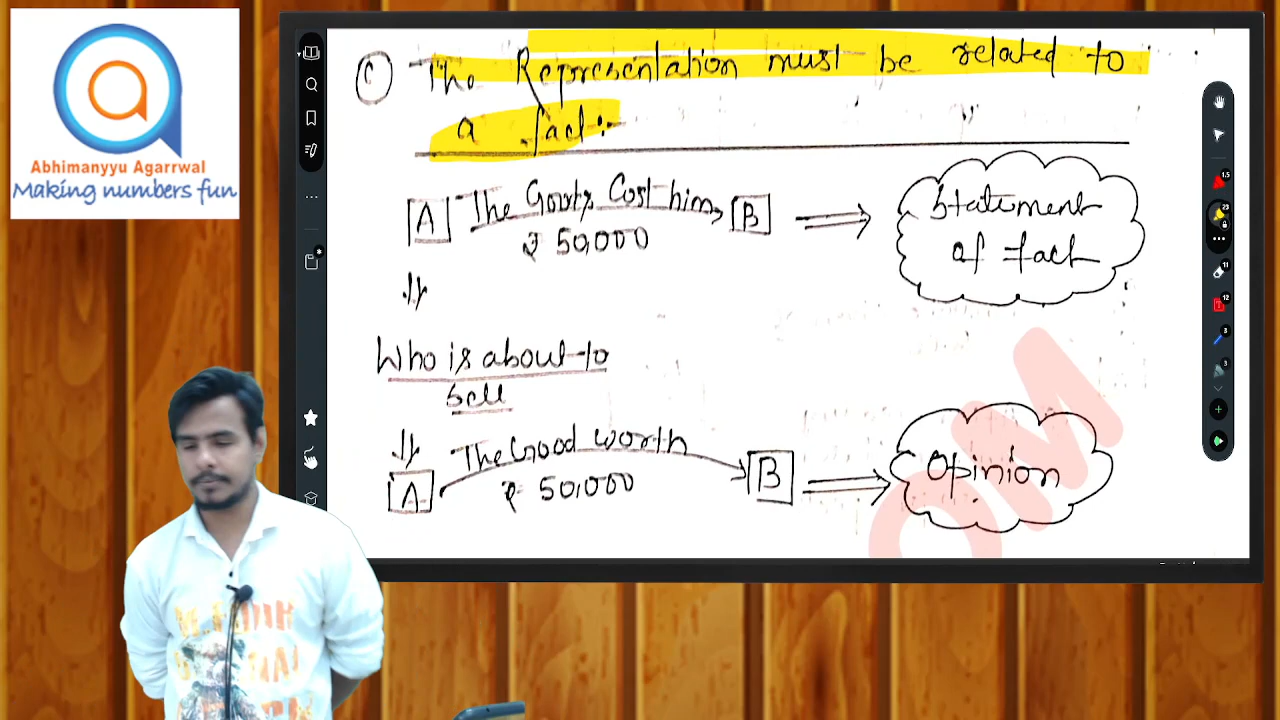 Abhimanyyu Agarrwal
Making numbers fun
(C) The Representation must be related to
a fact:-
A The Goods Cost him B
₹ 50,000
Statement
of fact
Who is about to
sell
A The Good worth B
₹ 50,000
Opinion
OM